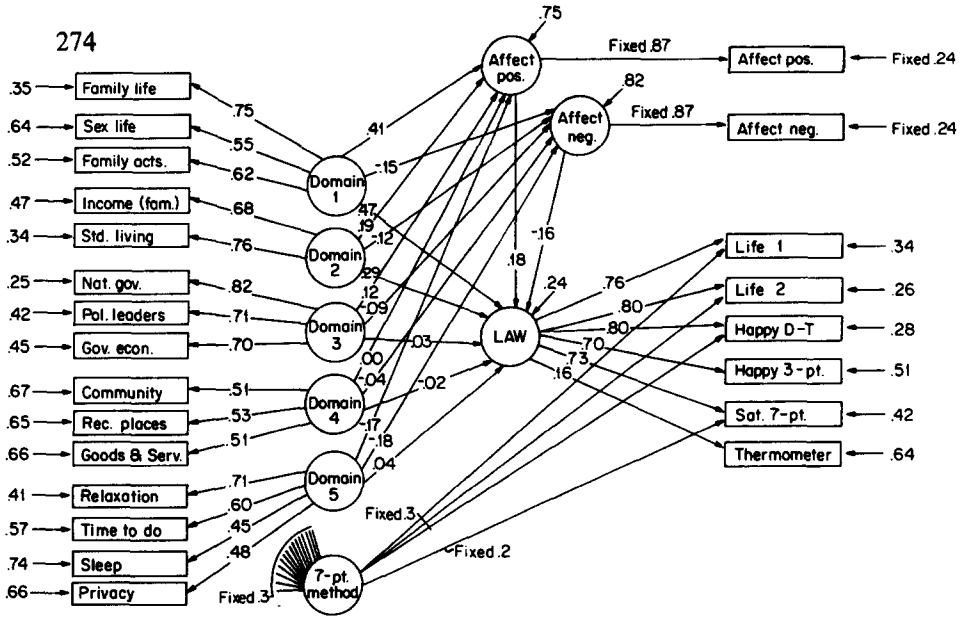 274
.75
Affect
pos.
Fixed .87
Affect pos.
Fixed .24
.82
Affect
neg.
Fixed .87
Affect neg.
Fixed .24
.35
Family life
.75
.64
Sex life
.55
.52
Family acts.
.62
.47
Income (fam.)
.68
.34
Std. living
.76
.25
Nat. gov.
.82
.42
Pol. leaders
.71
.45
Gov. econ.
.70
.67
Community
.51
.65
Rec. places
.53
.66
Goods & Serv.
.51
.41
Relaxation
.71
.57
Time to do
.60
.74
Sleep
.45
.66
Privacy
.48
Domain
1
.41
-.15
.47
Domain
2
.19
-.12
.29
Domain
3
.12
-.09
.03
Domain
4
.00
-.04
-.02
Domain
5
.17
-.18
.04
7-pt.
method
Fixed .3
Fixed .3
Fixed .2
-.16
.18
.24
LAW
.76
.80
.80
.70
.73
.16
Life 1
.34
Life 2
.26
Happy D-T
.28
Happy 3-pt.
.51
Sat. 7-pt.
.42
Thermometer
.64